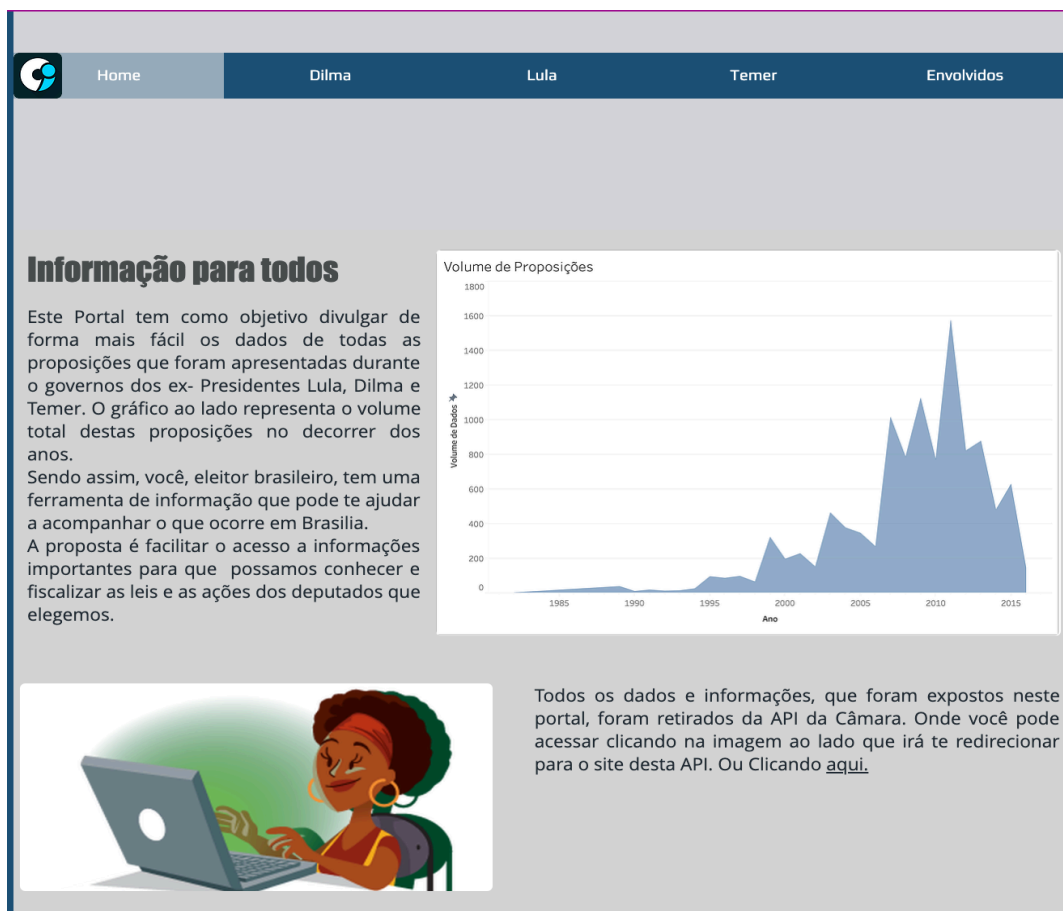 Home
Dilma
Lula
Temer
Envolvidos
Informação para todos
Este Portal tem como objetivo divulgar de
forma mais fácil os dados de todas as
proposições que foram apresentadas durante
o governos dos ex- Presidentes Lula, Dilma e
Temer. O gráfico ao lado representa o volume
total destas proposições no decorrer dos
anos.
Sendo assim, você, eleitor brasileiro, tem uma
ferramenta de informação que pode te ajudar
a acompanhar o que ocorre em Brasilia.
A proposta é facilitar o acesso a informações
importantes para que possamos conhecer e
fiscalizar as leis e as ações dos deputados que
elegemos.
Volume de Proposições
1800
1600
1400
1200
1000
800
600
400
200
0
Volume de Dados
1985
1990
1995
2000
2005
2010
2015
Ano
Todos os dados e informações, que foram expostos neste
portal, foram retirados da API da Câmara. Onde você pode
acessar clicando na imagem ao lado que irá te redirecionar
para o site desta API. Ou Clicando aqui.